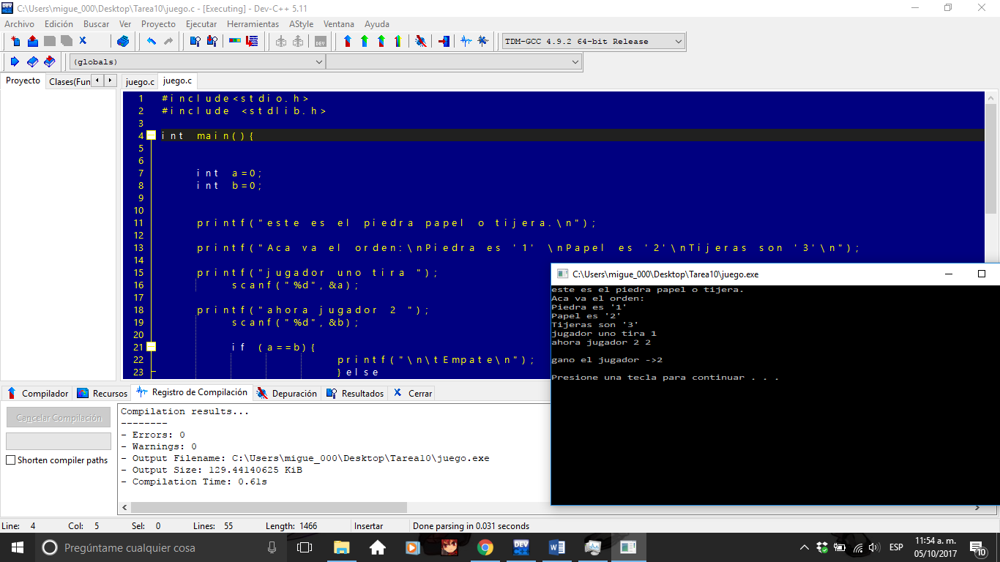 C:\Users\migue_000\Desktop\Tarea10\juego.c - [Executing] - Dev-C++ 5.11
Archivo Edición Buscar Ver Proyecto Ejecutar Herramientas AStyle Ventana Ayuda
TDM-GCC 4.9.2 64-bit Release
(globals)
Proyecto Clases(Fun juego.c juego.c
1 #include<stdio.h>
2 #include <stdlib.h>
3
4 int main(){
5
6
7 int a=0;
8 int b=0;
9
10
11 printf("este es el piedra papel o tijera.\n");
12
13 printf("Aca va el orden:\nPiedra es '1' \nPapel es '2'\nTijeras son '3'\n");
14
15 printf("jugador uno tira ");
16 scanf("%d",&a);
17
18 printf("ahora jugador 2 ");
19 scanf("%d",&b);
20
21 if (a==b){
22 printf("\n\tEmpate\n");
23 }else
C:\Users\migue_000\Desktop\Tarea10\juego.exe
este es el piedra papel o tijera.
Aca va el orden:
Piedra es '1'
Papel es '2'
Tijeras son '3'
jugador uno tira 1
ahora jugador 2 2
gano el jugador ->2
Presione una tecla para continuar . . .
Compilador Recursos Registro de Compilación Depuración Resultados Cerrar
Cancelar Compilación
Shorten compiler paths
Compilation results...
--------
- Errors: 0
- Warnings: 0
- Output Filename: C:\Users\migue_000\Desktop\Tarea10\juego.exe
- Output Size: 129.44140625 KiB
- Compilation Time: 0.61s
Line: 4 Col: 5 Sel: 0 Lines: 55 Length: 1466 Insertar Done parsing in 0.031 seconds
Pregúntame cualquier cosa
DEV
ESP
11:54 a. m.
05/10/2017
10